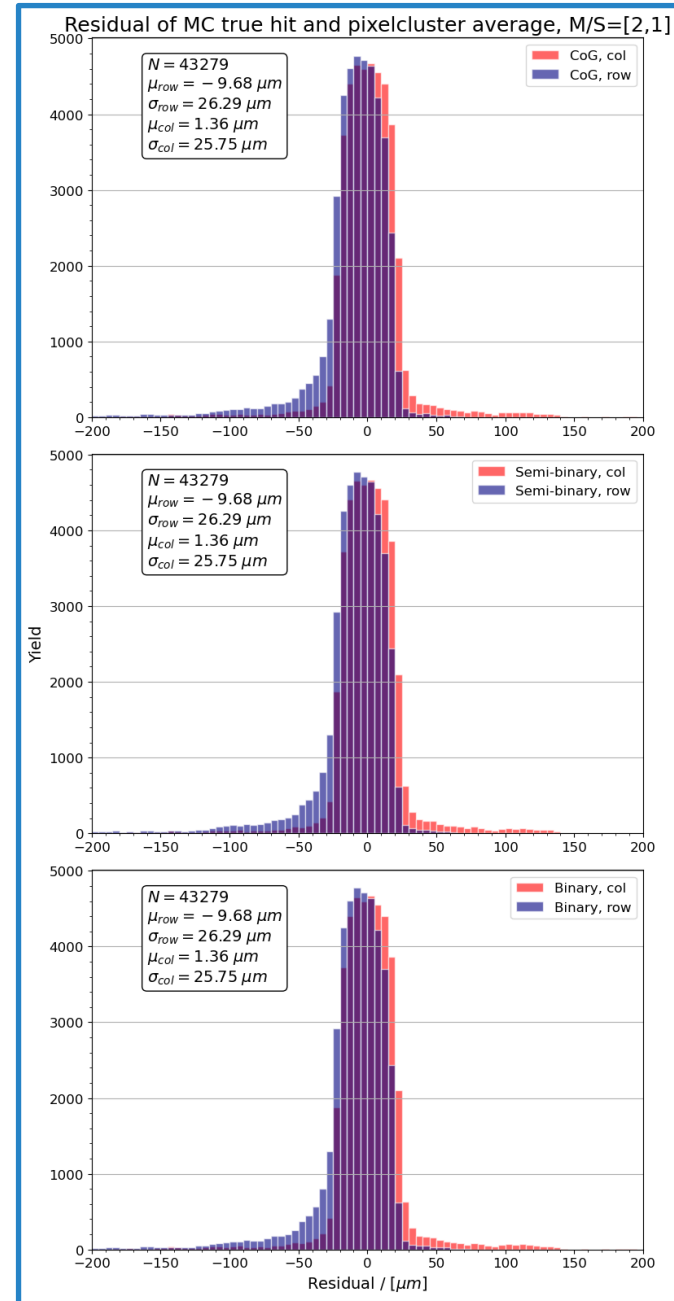 Residual of MC true hit and pixelcluster average, M/S=[2,1]
5000
4000
3000
2000
1000
0
N = 43279
μrow = − 9.68 μm
σrow = 26.29 μm
μcol = 1.36 μm
σcol = 25.75 μm
CoG, col
CoG, row
−200 −150 −100 −50 0 50 100 150 200
5000
4000
3000
2000
1000
0
N = 43279
μrow = − 9.68 μm
σrow = 26.29 μm
μcol = 1.36 μm
σcol = 25.75 μm
Semi-binary, col
Semi-binary, row
Yield
−200 −150 −100 −50 0 50 100 150 200
5000
4000
3000
2000
1000
0
N = 43279
μrow = − 9.68 μm
σrow = 26.29 μm
μcol = 1.36 μm
σcol = 25.75 μm
Binary, col
Binary, row
−200 −150 −100 −50 0 50 100 150 200
Residual / [μm]